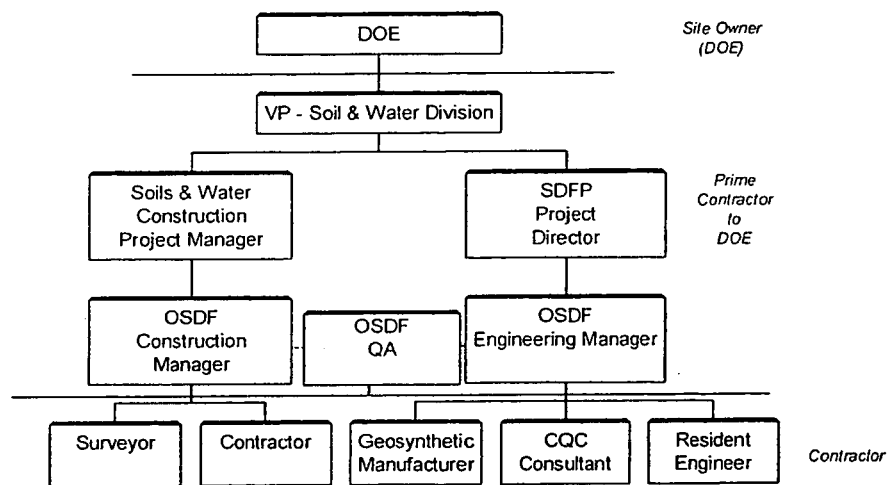 DOE
Site Owner
(DOE)
VP - Soil & Water Division
Soils & Water
Construction
Project Manager
SDFP
Project
Director
Prime
Contractor
to
DOE
OSDF
Construction
Manager
OSDF
QA
OSDF
Engineering Manager
Surveyor
Contractor
Geosynthetic
Manufacturer
CQC
Consultant
Resident
Engineer
Contractor